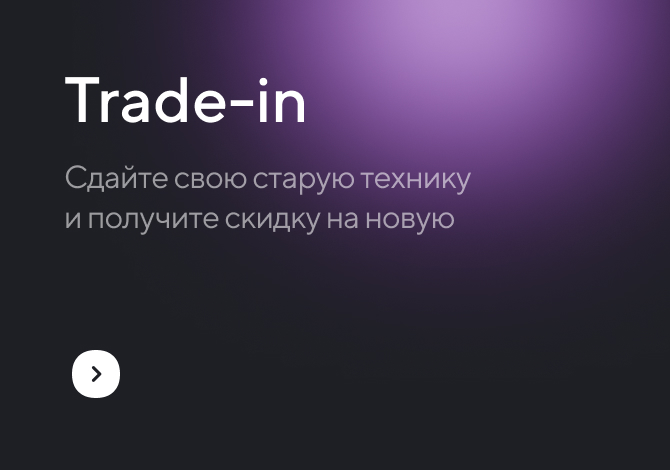 Trade-in
Сдайте свою старую технику
и получите скидку на новую